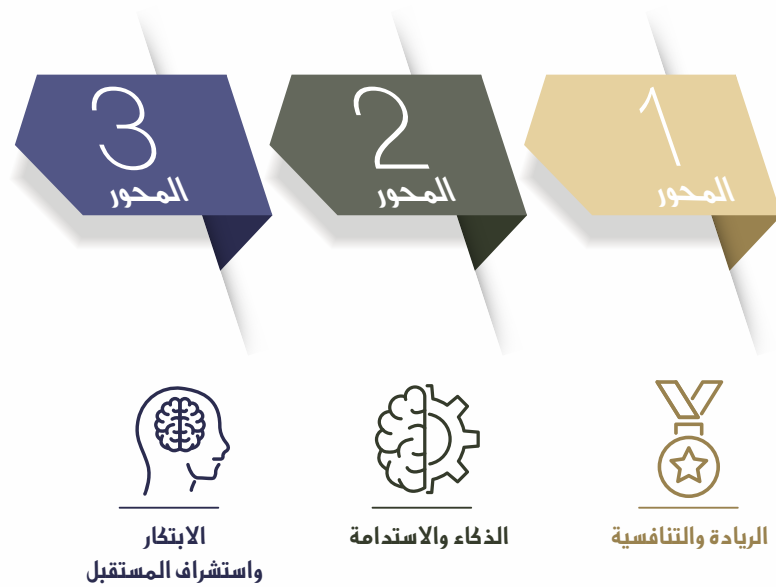 1
المحور
2
المحور
3
المحور
الريادة والتنافسية
الذكاء والاستدامة
الابتكار
واستشراف المستقبل